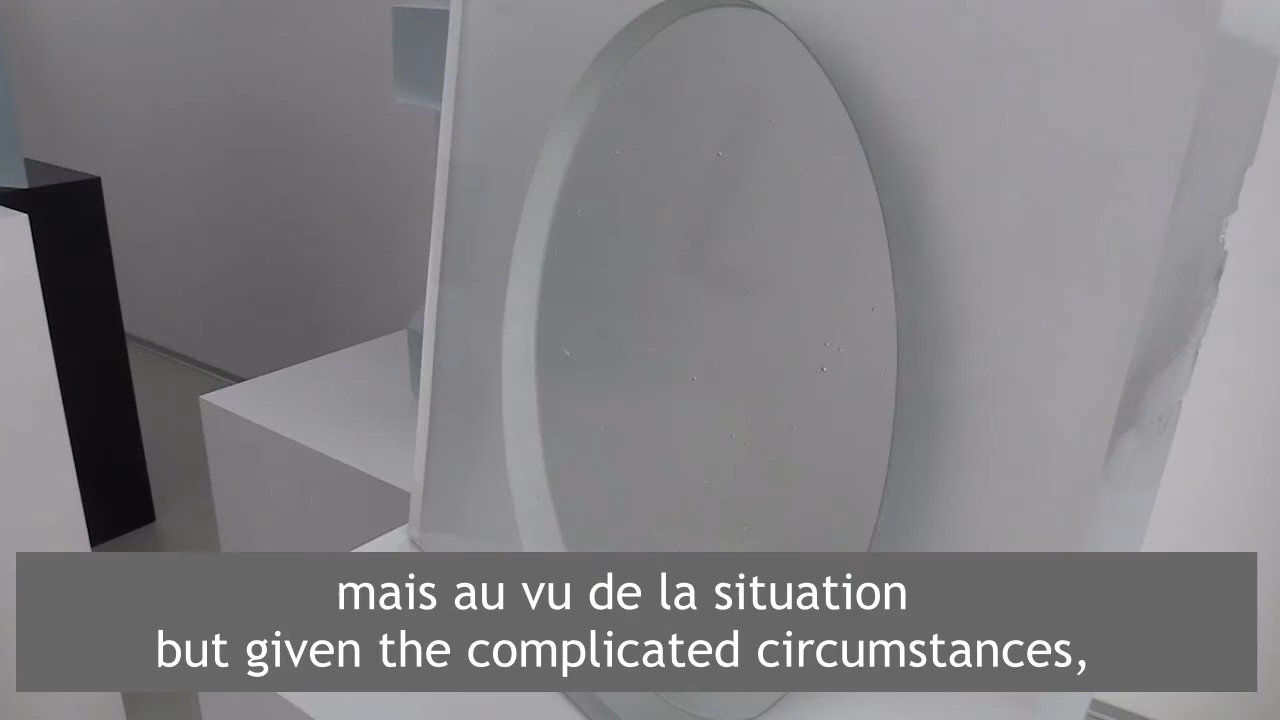 mais au vu de la situation
but given the complicated circumstances,